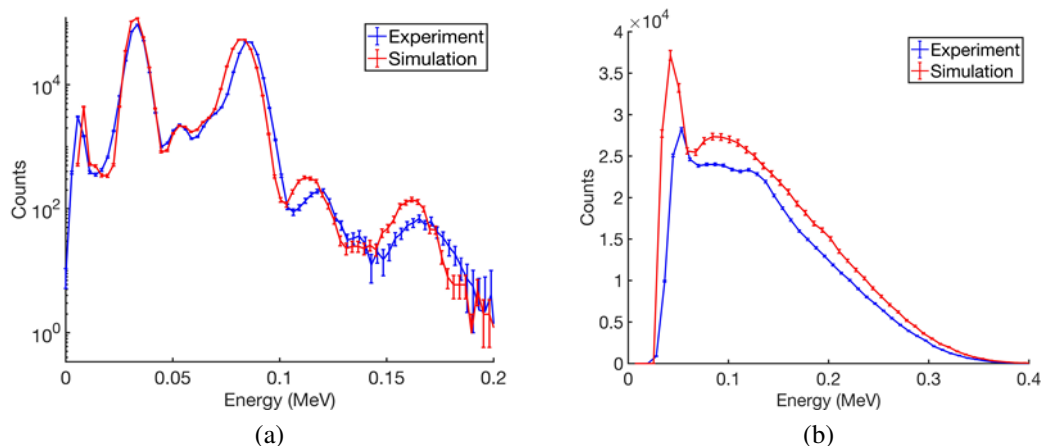 Experiment
Simulation
10^4
10^2
10^0
Counts
0 0.05 0.1 0.15 0.2
Energy (MeV)
(a)
×10^4
Experiment
Simulation
4
3.5
3
2.5
2
1.5
1
0.5
0
Counts
0 0.1 0.2 0.3 0.4
Energy (MeV)
(b)